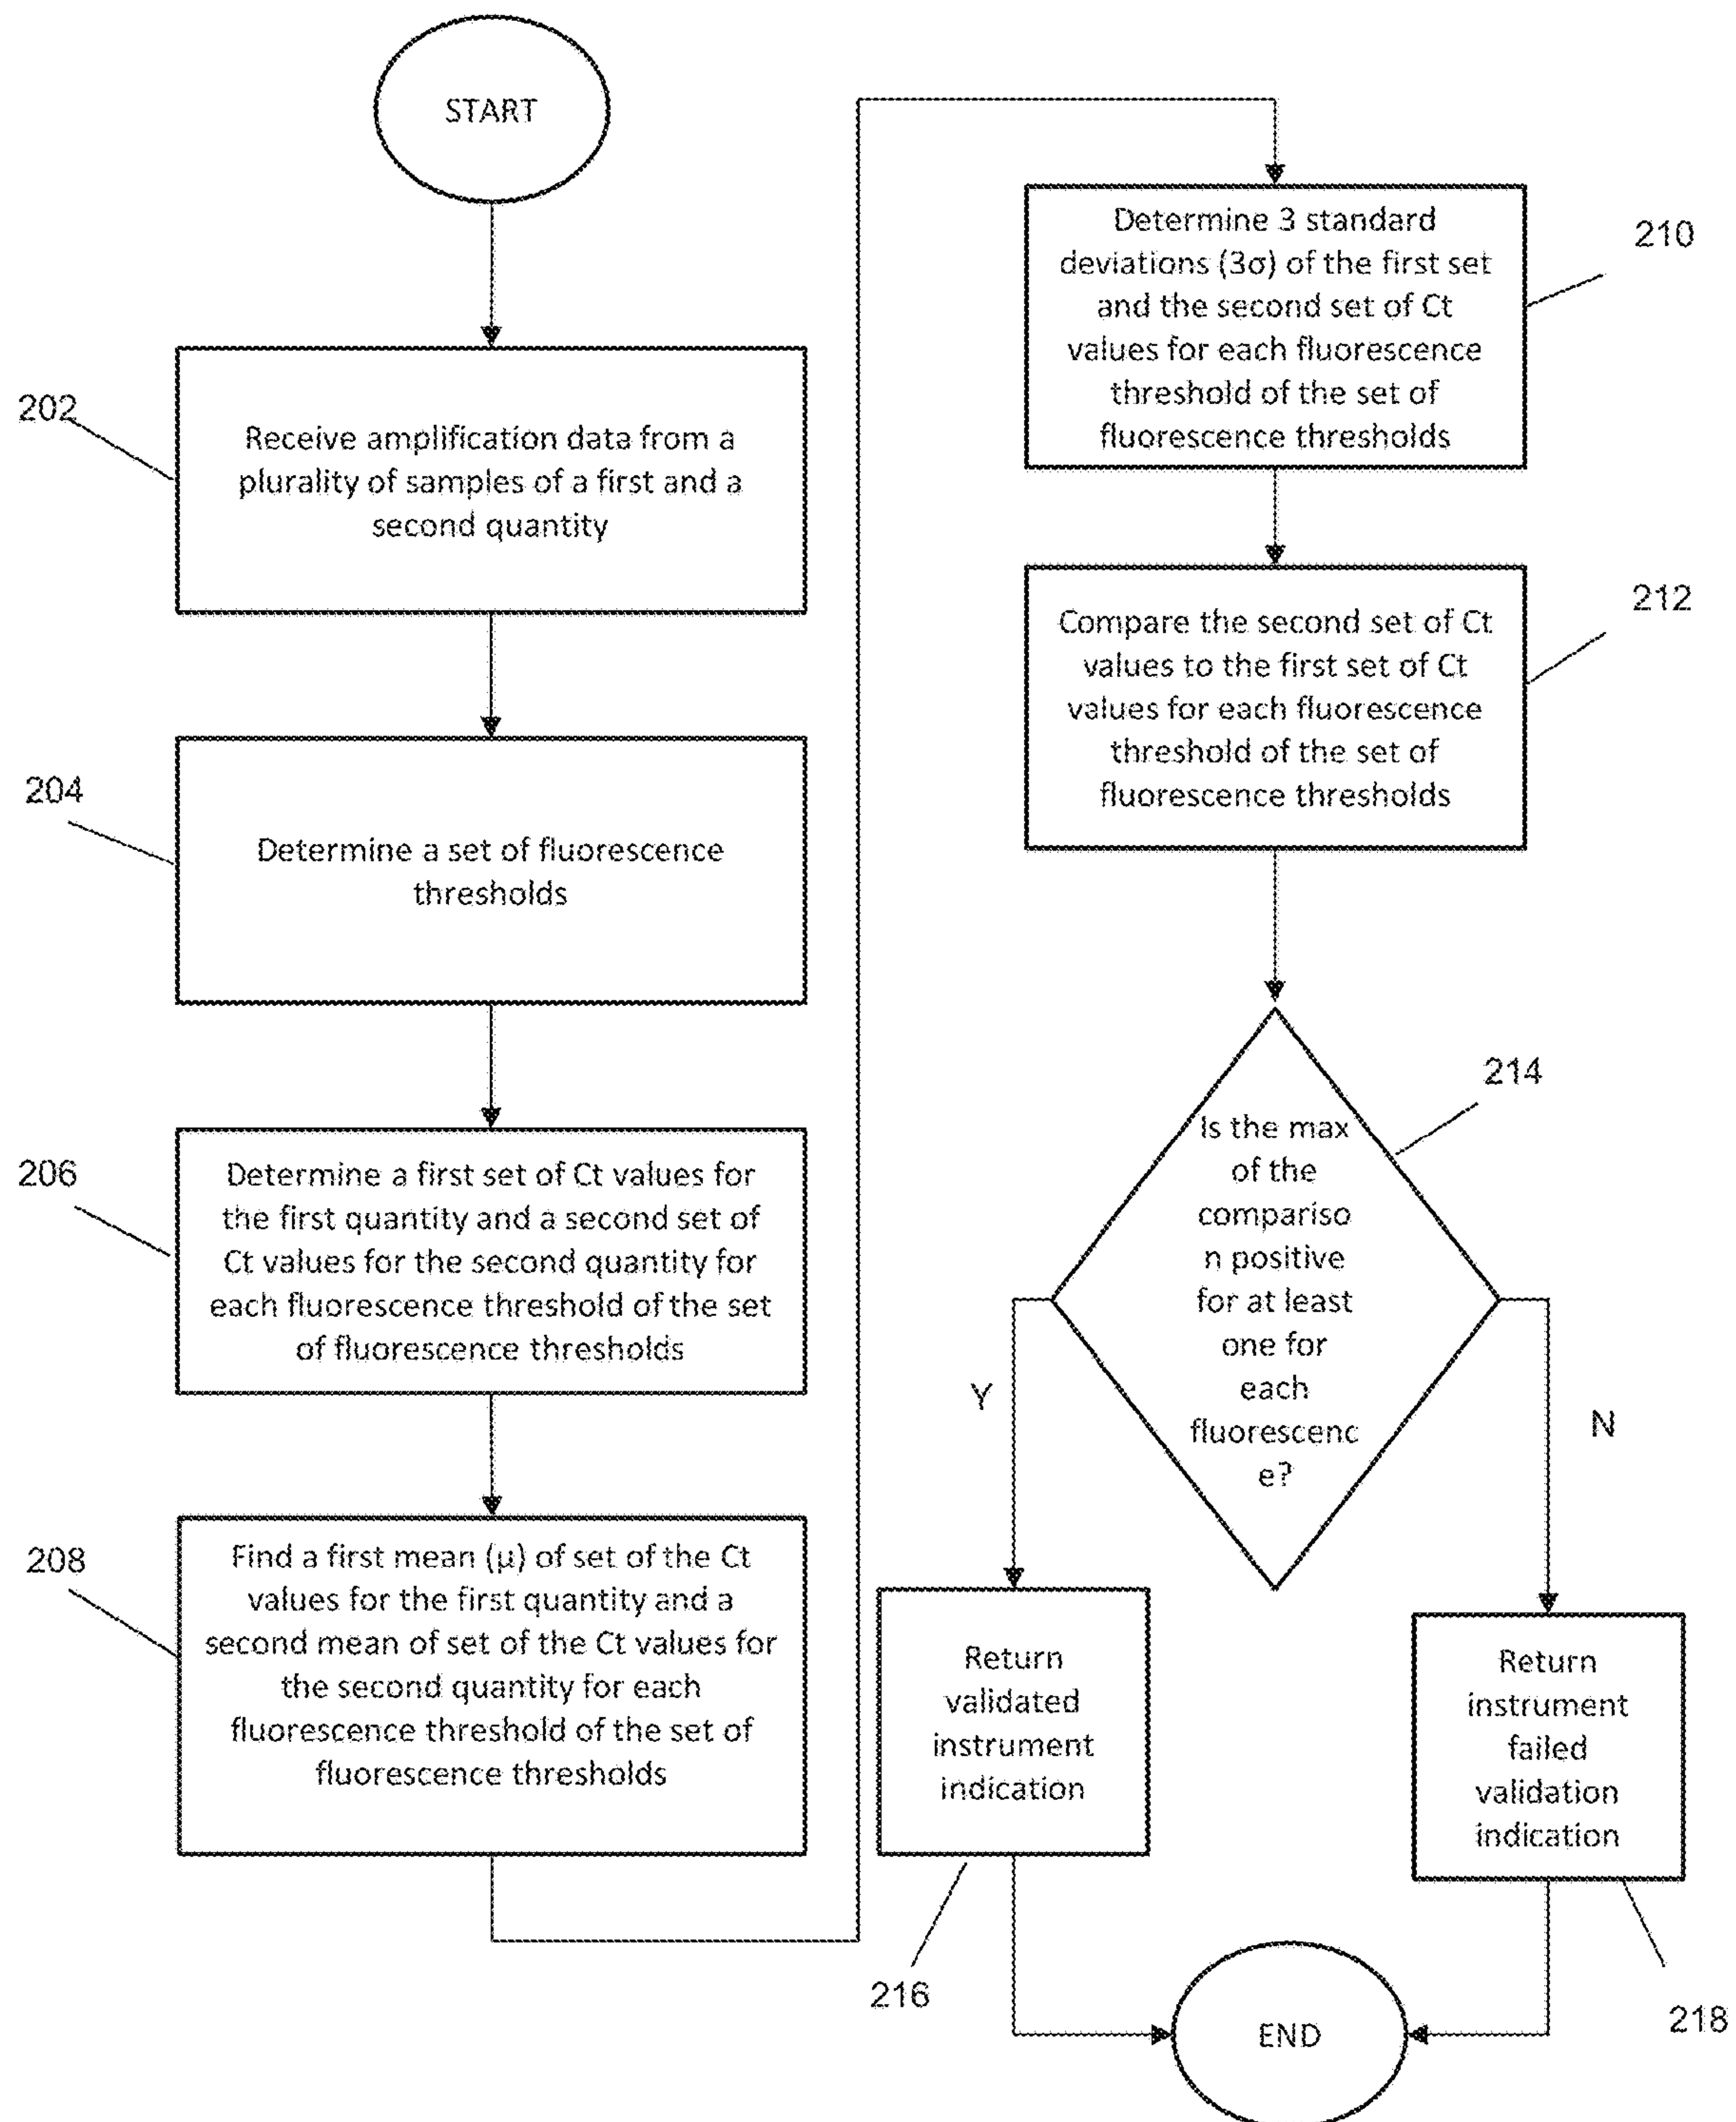 START
202
Receive amplification data from a
plurality of samples of a first and a
second quantity
204
Determine a set of fluorescence
thresholds
206
Determine a first set of Ct values for
the first quantity and a second set of
Ct values for the second quantity for
each fluorescence threshold of the set
of fluorescence thresholds
208
Find a first mean (μ) of set of the Ct
values for the first quantity and a
second mean of set of the Ct values for
the second quantity for each
fluorescence threshold of the set of
fluorescence thresholds
210
Determine 3 standard
deviations (3σ) of the first set
and the second set of Ct
values for each fluorescence
threshold of the set of
fluorescence thresholds
212
Compare the second set of Ct
values to the first set of Ct
values for each fluorescence
threshold of the set of
fluorescence thresholds
214
Is the max
of the
compariso
n positive
for at least
one for
each
fluorescenc
e?
Y
N
Return
validated
instrument
indication
216
Return
instrument
failed
validation
indication
218
END